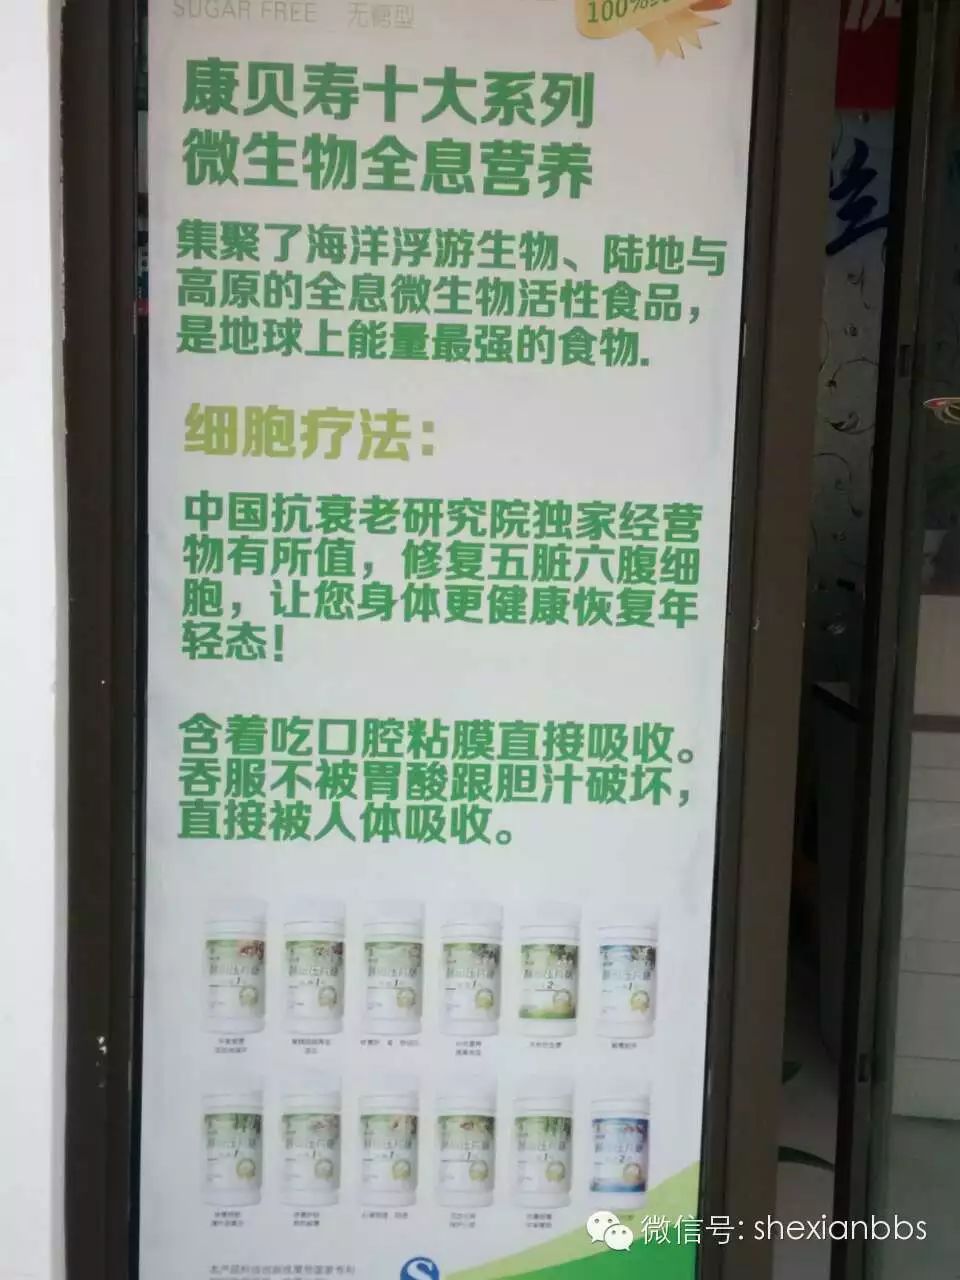 SUGAR FREE 无糖型
100%
康贝寿十大系列
微生物全息营养
集聚了海洋浮游生物、陆地与
高原的全息微生物活性食品，
是地球上能量最强的食物.
细胞疗法：
中国抗衰老研究院独家经营
物有所值，修复五脏六腹细
胞，让您身体更健康恢复年
轻态！
含着吃口腔粘膜直接吸收。
吞服不被胃酸跟胆汁破坏，
直接被人体吸收。
微信号: shexianbbs